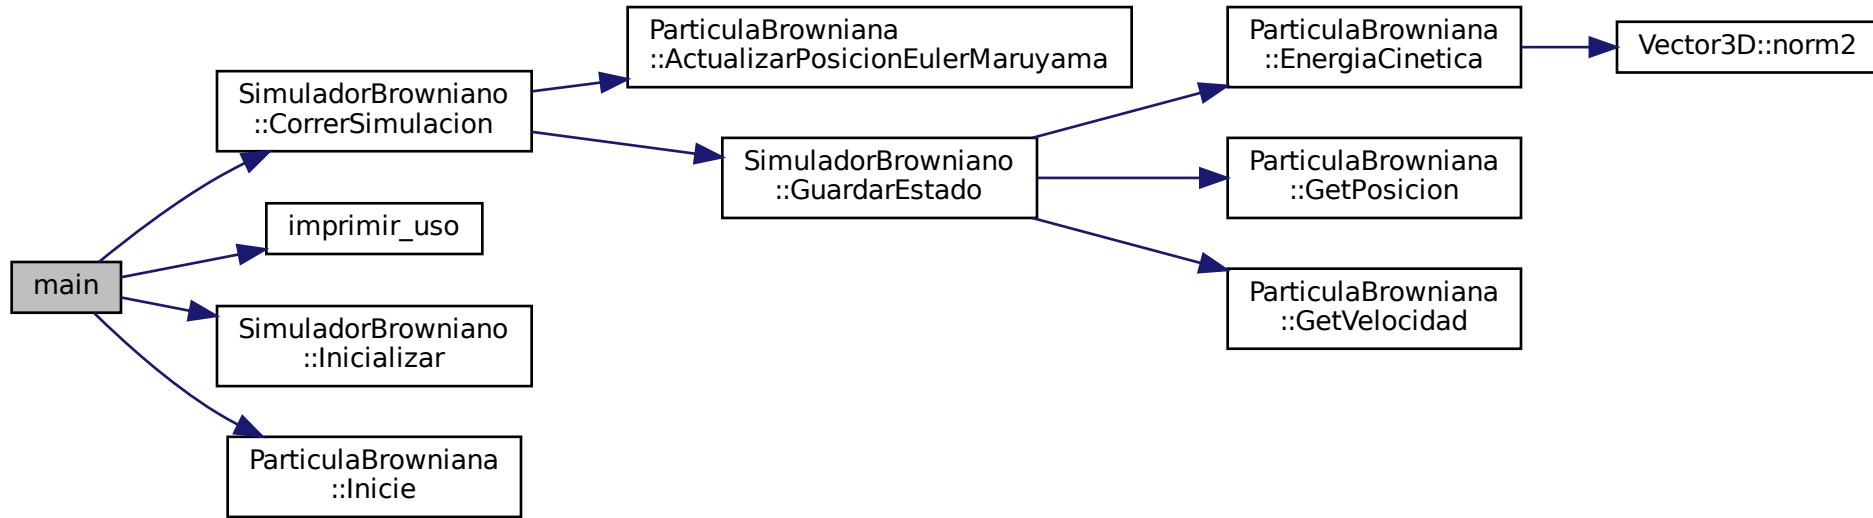 main
SimuladorBrowniano
::CorrerSimulacion
imprimir_uso
SimuladorBrowniano
::Inicializar
ParticulaBrowniana
::Inicie
ParticulaBrowniana
::ActualizarPosicionEulerMaruyama
SimuladorBrowniano
::GuardarEstado
ParticulaBrowniana
::EnergiaCinetica
ParticulaBrowniana
::GetPosicion
ParticulaBrowniana
::GetVelocidad
Vector3D::norm2